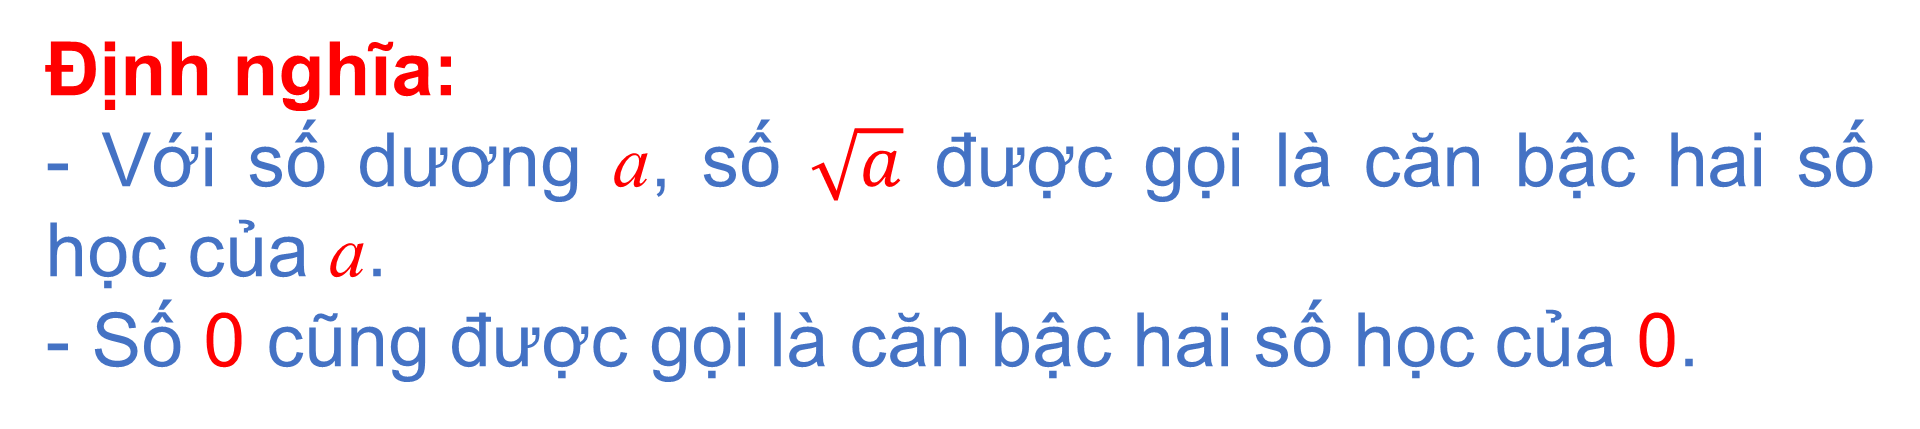 Định nghĩa:
- Với số dương a, số √a được gọi là căn bậc hai số
học của a.
- Số 0 cũng được gọi là căn bậc hai số học của 0.